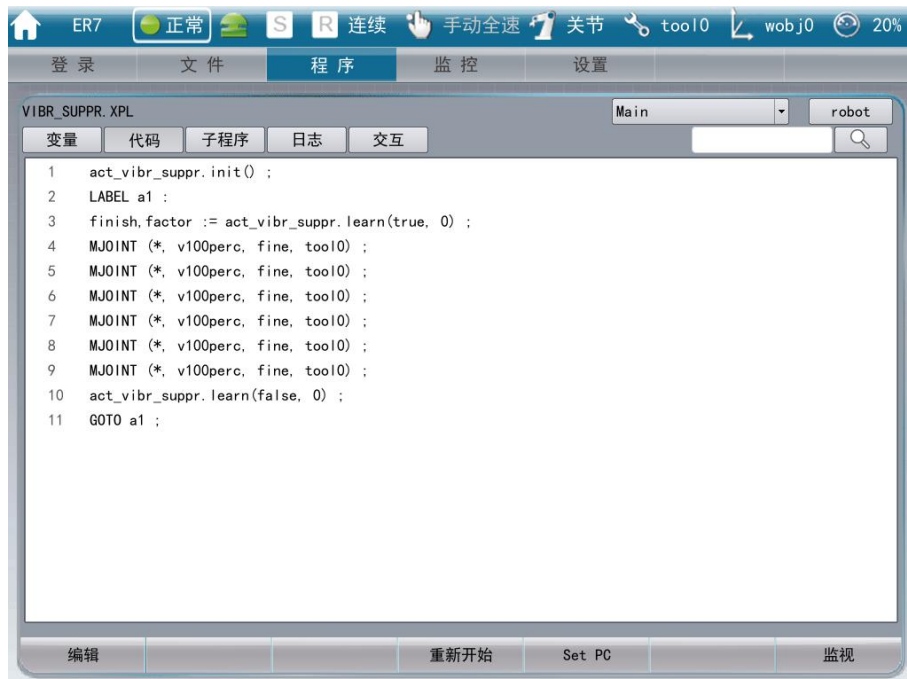 ER7 正常 S R 连续 手动全速 关节 tool0 wobj0 20%
登录 文件 程序 监控 设置
VIBR_SUPPR.XPL Main robot
变量 代码 子程序 日志 交互
1 act_vibr_suppr.init() ;
2 LABEL a1 :
3 finish,factor := act_vibr_suppr.learn(true, 0) ;
4 MJOINT (*, v100perc, fine, tool0) ;
5 MJOINT (*, v100perc, fine, tool0) ;
6 MJOINT (*, v100perc, fine, tool0) ;
7 MJOINT (*, v100perc, fine, tool0) ;
8 MJOINT (*, v100perc, fine, tool0) ;
9 MJOINT (*, v100perc, fine, tool0) ;
10 act_vibr_suppr.learn(false, 0) ;
11 GOTO a1 ;
编辑 重新开始 Set PC 监视